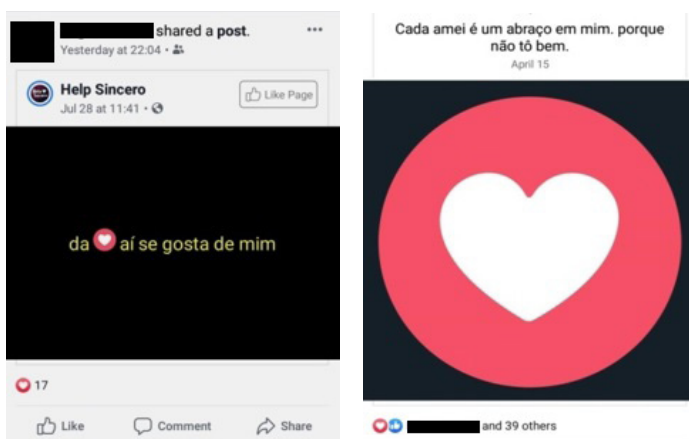 shared a post.
Yesterday at 22:04
Help Sincero
Jul 28 at 11:41
Like Page
da aí se gosta de mim
17
Like Comment Share
Cada amei é um abraço em mim. porque
não tô bem.
April 15
and 39 others